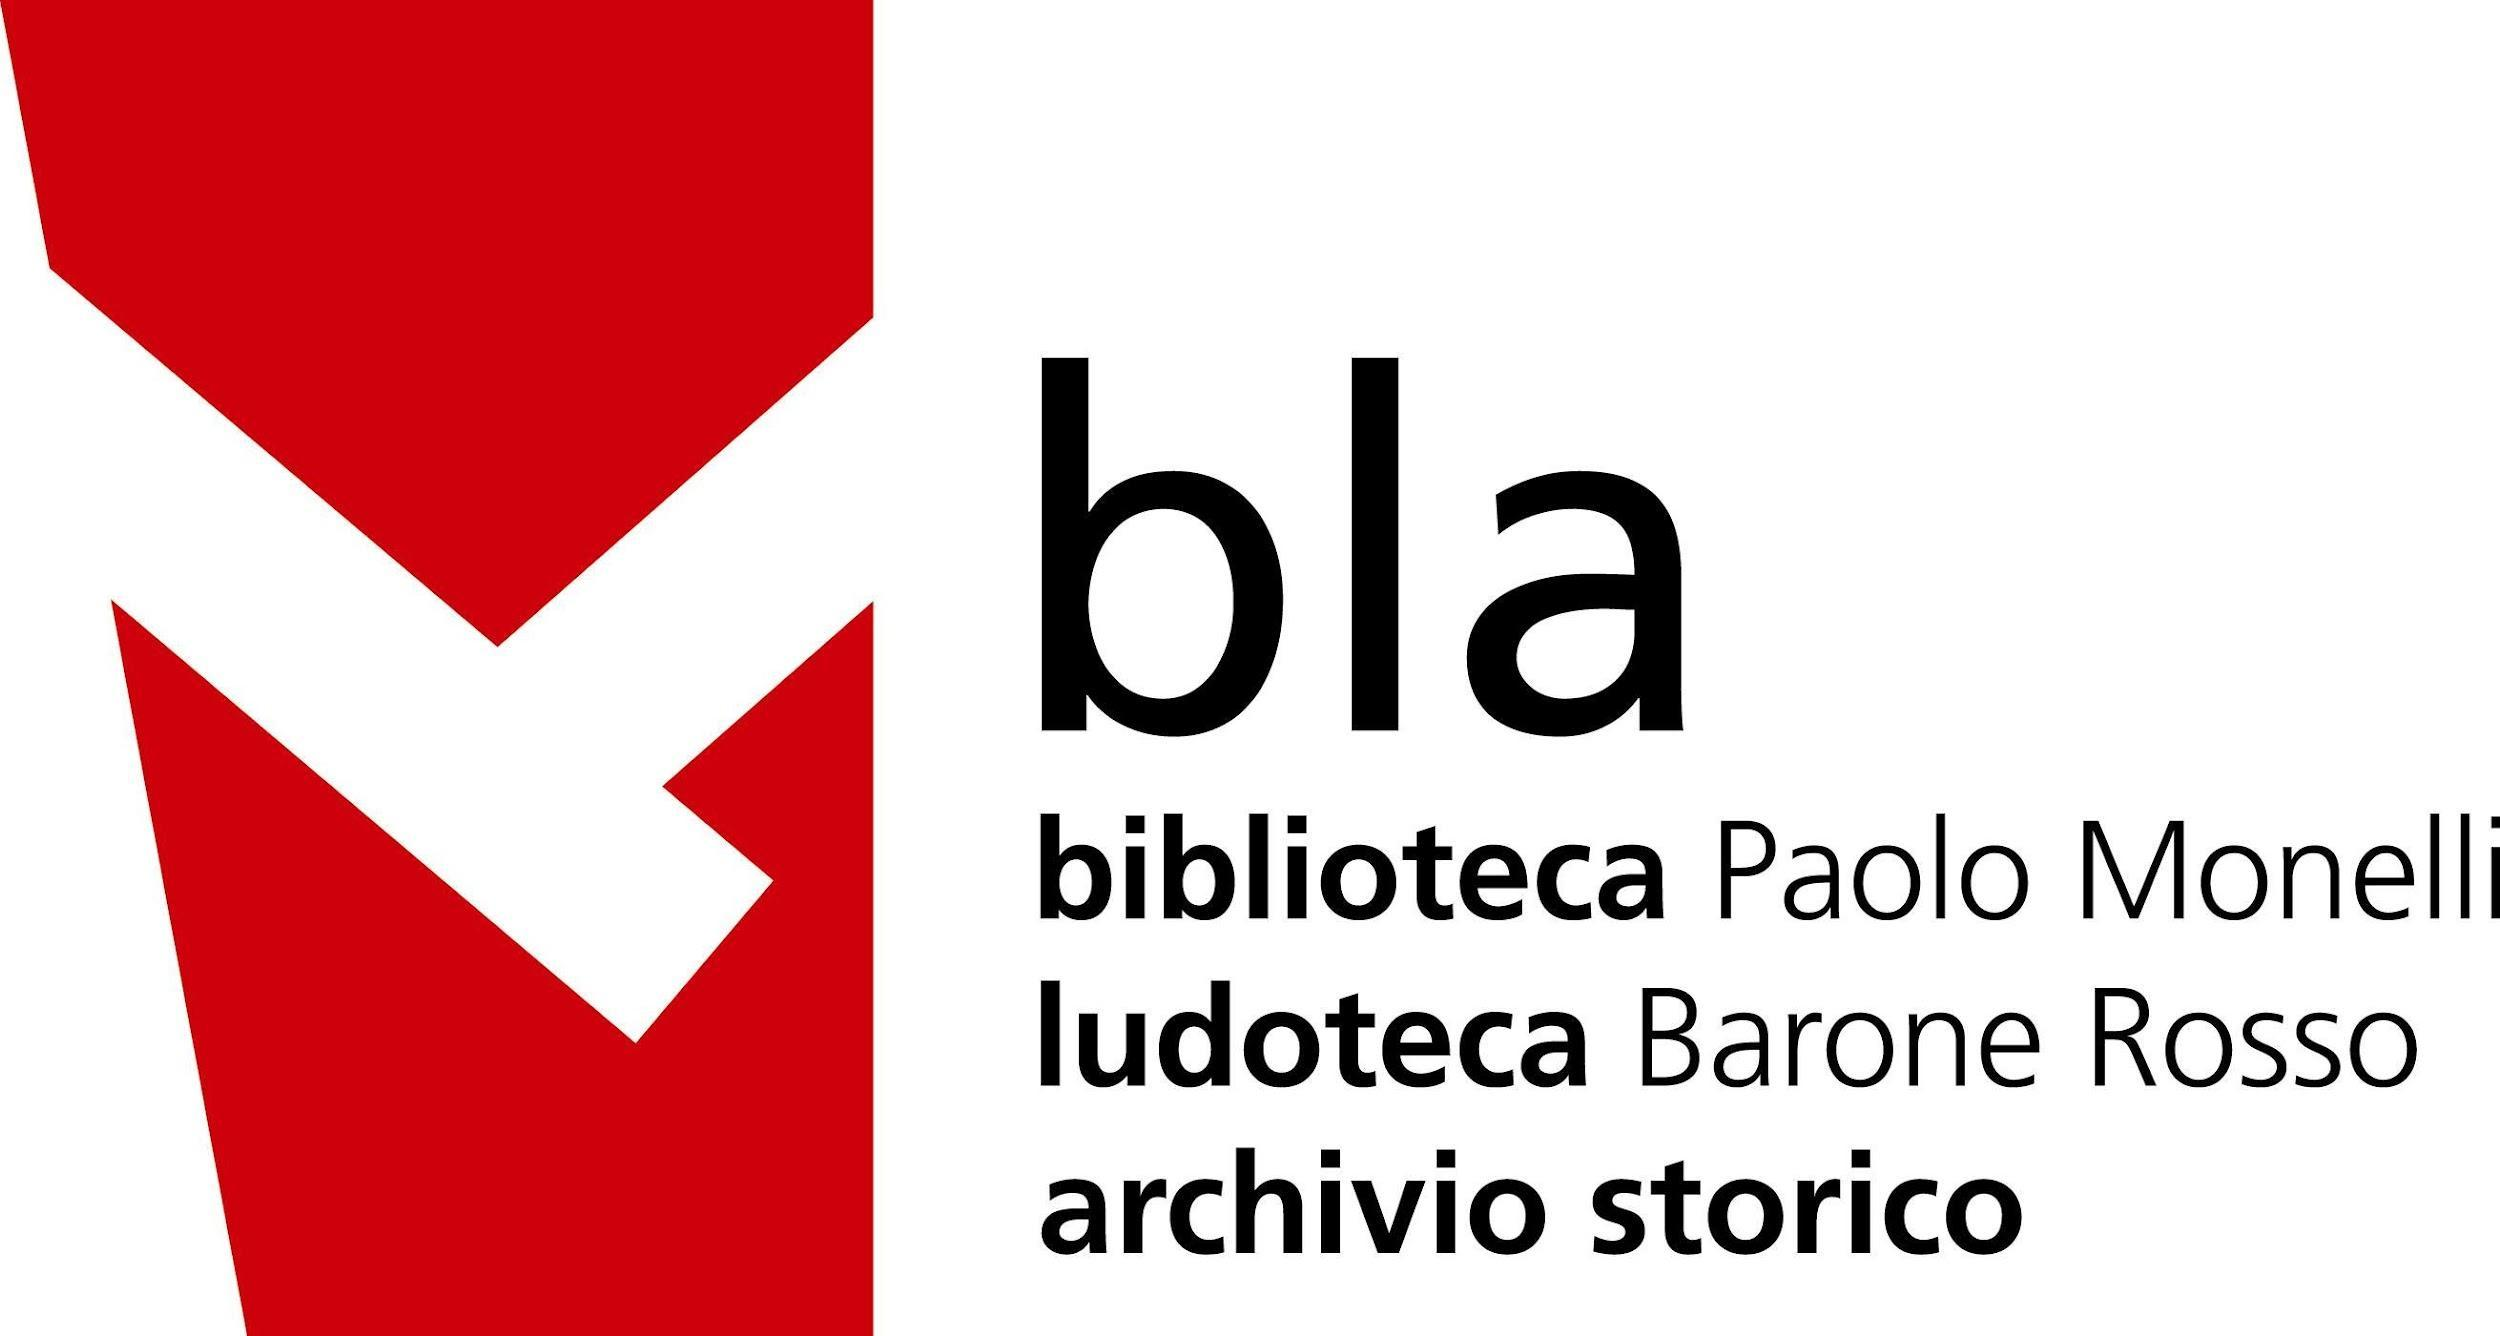 bla
biblioteca Paolo Monelli
ludoteca Barone Rosso
archivio storico